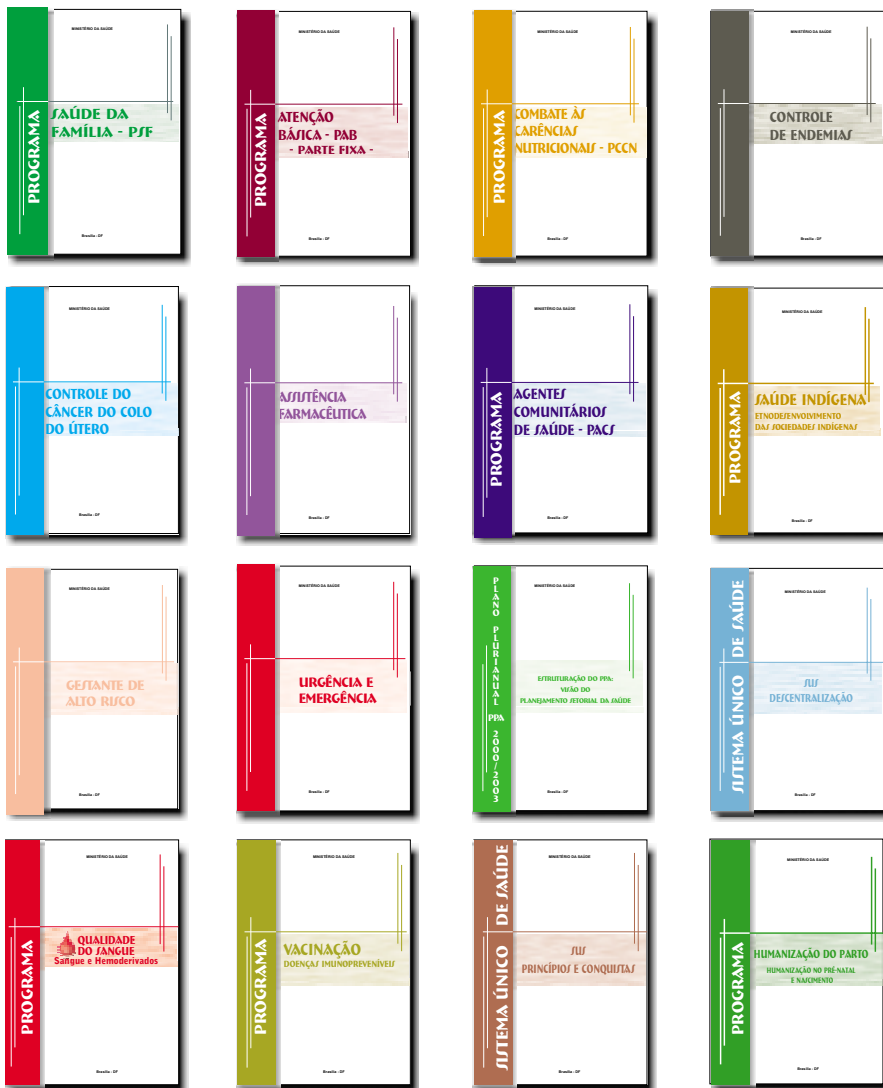 MINISTÉRIO DA SAÚDE
PROGRAMA
SAÚDE DA
FAMÍLIA - PSF
Brasília - DF
MINISTÉRIO DA SAÚDE
PROGRAMA
ATENÇÃO
BÁSICA - PAB
- PARTE FIXA -
Brasília - DF
MINISTÉRIO DA SAÚDE
PROGRAMA
COMBATE ÀS
CARÊNCIAS
NUTRICIONAIS - PCCN
Brasília - DF
MINISTÉRIO DA SAÚDE
CONTROLE
DE ENDEMIAS
Brasília - DF
MINISTÉRIO DA SAÚDE
CONTROLE DO
CÂNCER DO COLO
DO ÚTERO
Brasília - DF
MINISTÉRIO DA SAÚDE
ASSISTÊNCIA
FARMACÊUTICA
Brasília - DF
MINISTÉRIO DA SAÚDE
PROGRAMA
AGENTES
COMUNITÁRIOS
DE SAÚDE - PACS
Brasília - DF
MINISTÉRIO DA SAÚDE
PROGRAMA
SAÚDE INDÍGENA
ETNODESENVOLVIMENTO
DAS SOCIEDADES INDÍGENAS
Brasília - DF
MINISTÉRIO DA SAÚDE
GESTANTE DE
ALTO RISCO
Brasília - DF
MINISTÉRIO DA SAÚDE
URGÊNCIA E
EMERGÊNCIA
Brasília - DF
PLANO PLURIANUAL PPA 2000/2003
MINISTÉRIO DA SAÚDE
ESTRUTURAÇÃO DO PPA:
VISÃO DO
PLANEJAMENTO SETORIAL DA SAÚDE
Brasília - DF
SISTEMA ÚNICO DE SAÚDE
MINISTÉRIO DA SAÚDE
SUS
DESCENTRALIZAÇÃO
Brasília - DF
MINISTÉRIO DA SAÚDE
PROGRAMA
QUALIDADE
DO SANGUE
Sangue e Hemoderivados
Brasília - DF
MINISTÉRIO DA SAÚDE
PROGRAMA
VACINAÇÃO
DOENÇAS IMUNOPREVENÍVEIS
Brasília - DF
SISTEMA ÚNICO DE SAÚDE
MINISTÉRIO DA SAÚDE
SUS
PRINCÍPIOS E CONQUISTAS
Brasília - DF
MINISTÉRIO DA SAÚDE
PROGRAMA
HUMANIZAÇÃO DO PARTO
HUMANIZAÇÃO NO PRÉ-NATAL
E NASCIMENTO
Brasília - DF